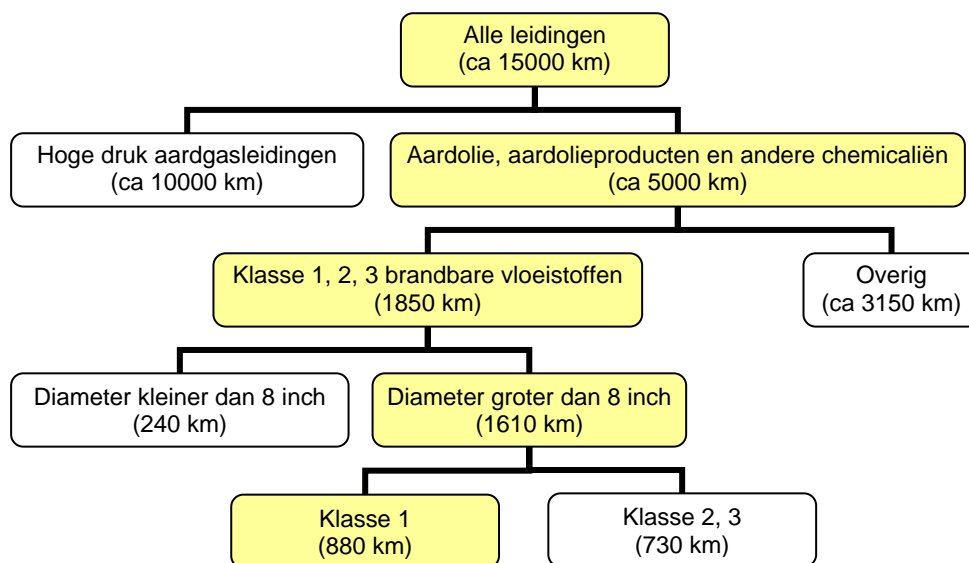 Alle leidingen
(ca 15000 km)
Hoge druk aardgasleidingen
(ca 10000 km)
Aardolie, aardolieproducten en andere chemicaliën
(ca 5000 km)
Klasse 1, 2, 3 brandbare vloeistoffen
(1850 km)
Overig
(ca 3150 km)
Diameter kleiner dan 8 inch
(240 km)
Diameter groter dan 8 inch
(1610 km)
Klasse 1
(880 km)
Klasse 2, 3
(730 km)